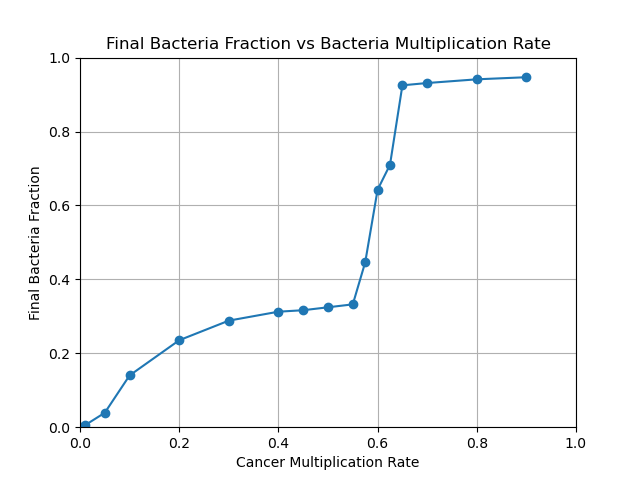 Final Bacteria Fraction vs Bacteria Multiplication Rate
1.0
0.8
0.6
0.4
0.2
0.0
Final Bacteria Fraction
0.0 0.2 0.4 0.6 0.8 1.0
Cancer Multiplication Rate